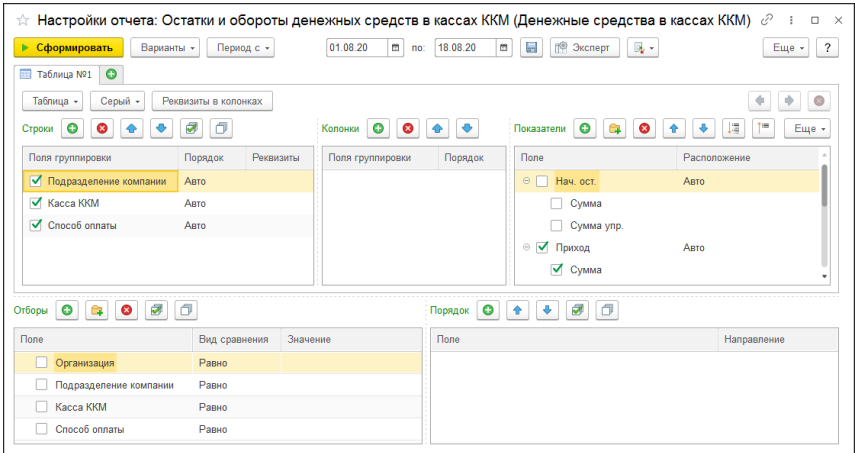 Настройки отчета: Остатки и обороты денежных средств в кассах ККМ (Денежные средства в кассах ККМ)
Сформировать Варианты Период с 01.08.20 по: 18.08.20 Эксперт Еще ?
Таблица №1
Таблица Серый Реквизиты в колонках
Строки Колонки Показатели Еще
Поля группировки Порядок Реквизиты Поля группировки Порядок Поле Расположение
Подразделение компании Авто Нач. ост. Авто
Касса ККМ Авто Сумма
Способ оплаты Авто Сумма упр.
Приход Авто
Сумма
Отборы Порядок
Поле Вид сравнения Значение Поле Направление
Организация Равно
Подразделение компании Равно
Касса ККМ Равно
Способ оплаты Равно